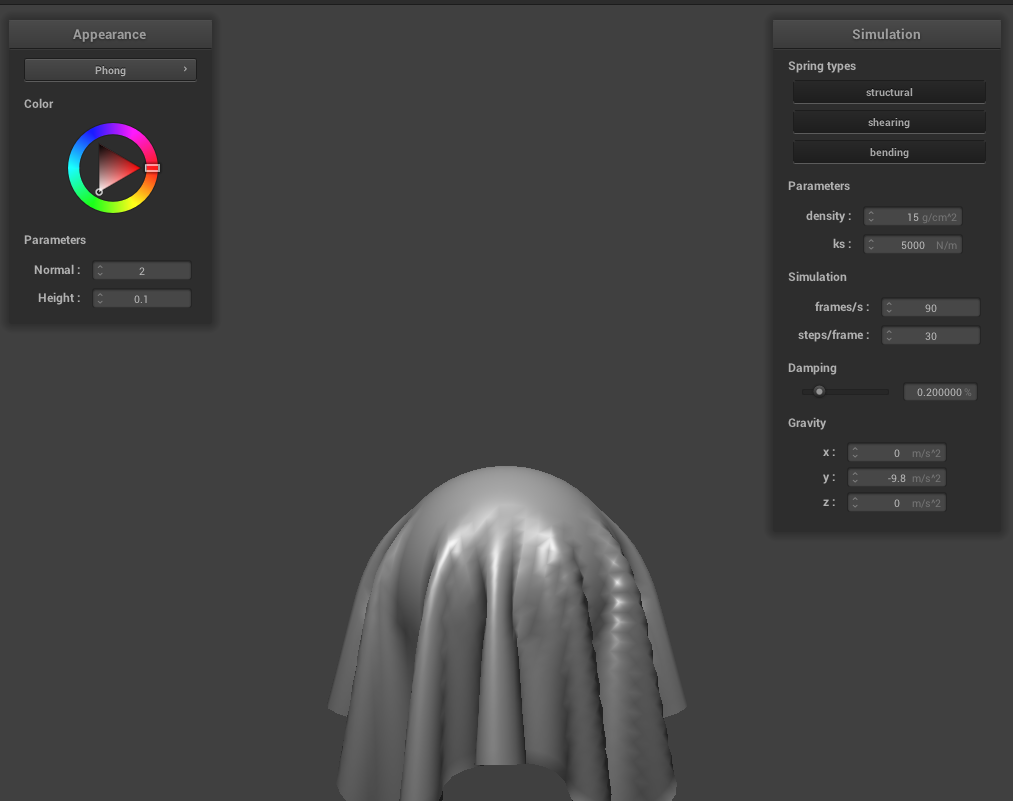 Appearance
Phong
Color
Parameters
Normal : 2
Height : 0.1
Simulation
Spring types
structural
shearing
bending
Parameters
density : 15 g/cm^2
ks : 5000 N/m
Simulation
frames/s : 90
steps/frame : 30
Damping
0.200000 %
Gravity
x : 0 m/s^2
y : -9.8 m/s^2
z : 0 m/s^2